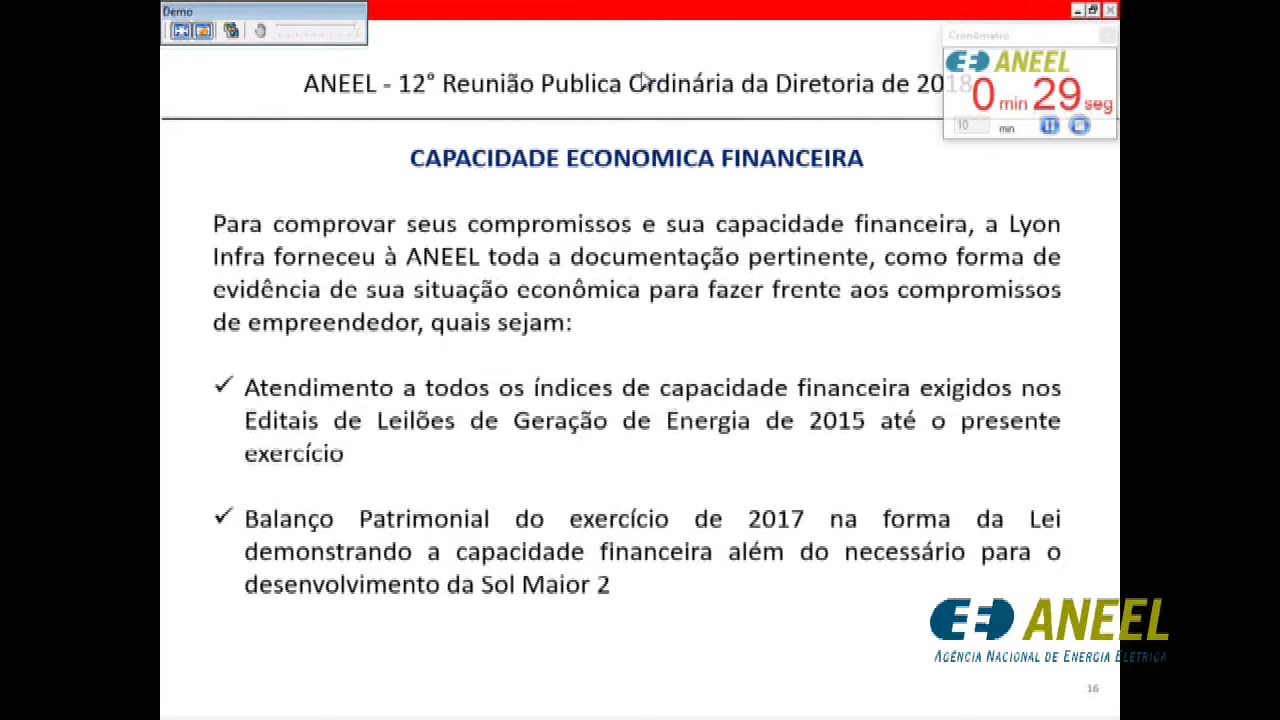 Demo
Cronômetro
ANEEL
ANEEL - 12° Reunião Publica Ordinária da Diretoria de 2018
0 min 29 seg
10 min
CAPACIDADE ECONOMICA FINANCEIRA
Para comprovar seus compromissos e sua capacidade financeira, a Lyon
Infra forneceu à ANEEL toda a documentação pertinente, como forma de
evidência de sua situação econômica para fazer frente aos compromissos
de empreendedor, quais sejam:
✓ Atendimento a todos os índices de capacidade financeira exigidos nos
Editais de Leilões de Geração de Energia de 2015 até o presente
exercício
✓ Balanço Patrimonial do exercício de 2017 na forma da Lei
demonstrando a capacidade financeira além do necessário para o
desenvolvimento da Sol Maior 2
ANEEL
AGÊNCIA NACIONAL DE ENERGIA ELÉTRICA
16